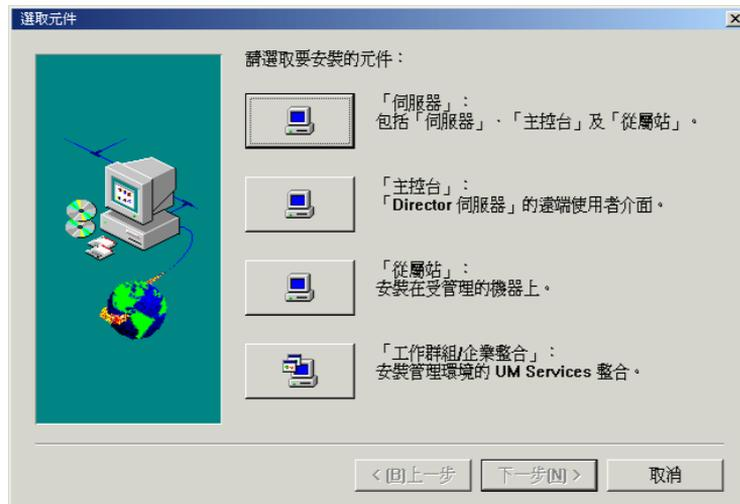 選取元件
請選取要安裝的元件：
「伺服器」：
包括「伺服器」、「主控台」及「從屬站」。
「主控台」：
「Director 伺服器」的遠端使用者介面。
「從屬站」：
安裝在受管理的機器上。
「工作群組/企業整合」：
安裝管理環境的 UM Services 整合。
< (B)上一步
下一步(N) >
取消